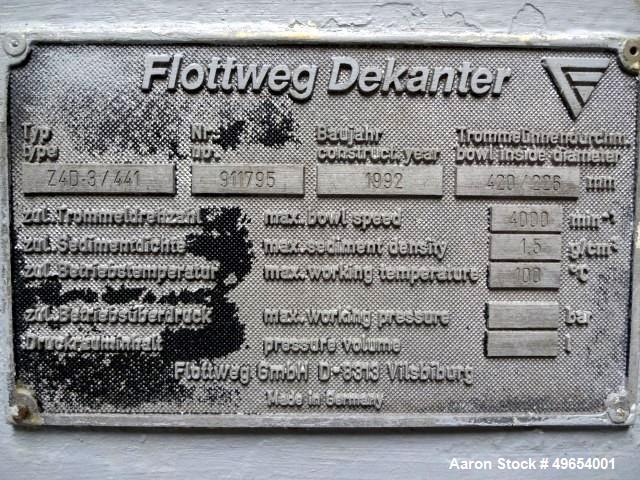 Flottweg Dekanter
Typ Nr. Baujahr Trommelinnendurchm.
type no. construct. year bowl inside diameter
Z4D-3/441 911795 1992 420/226 mm
zul. Trommeldrehzahl max. bowl speed 4000 min⁻¹
zul. Sedimentdichte max. sediment density 1,5 g/cm³
zul. Betriebstemperatur max. working temperature 100 °C
zul. Betriebsüberdruck max. working pressure bar
Druckrauminhalt pressure volume l
Flottweg GmbH D-8313 Vilsbiburg
Made in Germany
Aaron Stock # 49654001